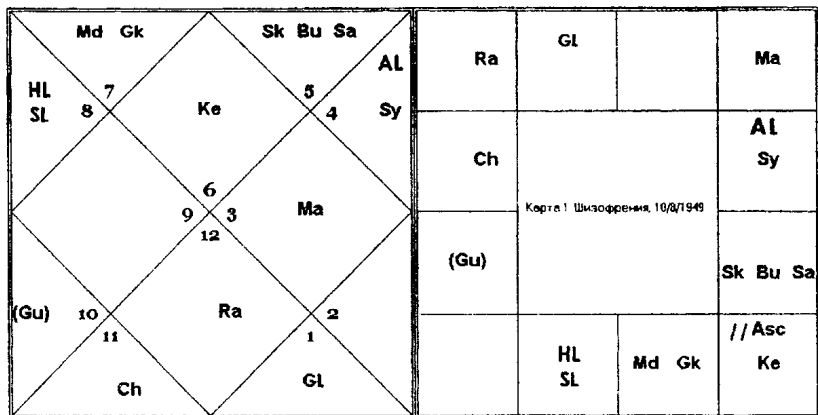 Md Gk
Sk Bu Sa
AL
HL
SL
7
8
Ke
5
4
Sy
6
9 3
12
Ma
(Gu)
10
11
Ra
2
1
Ch
GL
Ra
GL
Ma
Ch
AL
Sy
Карта 1 Шизофрения, 10/8/1949
(Gu)
Sk Bu Sa
HL
SL
Md Gk
//Asc
Ke